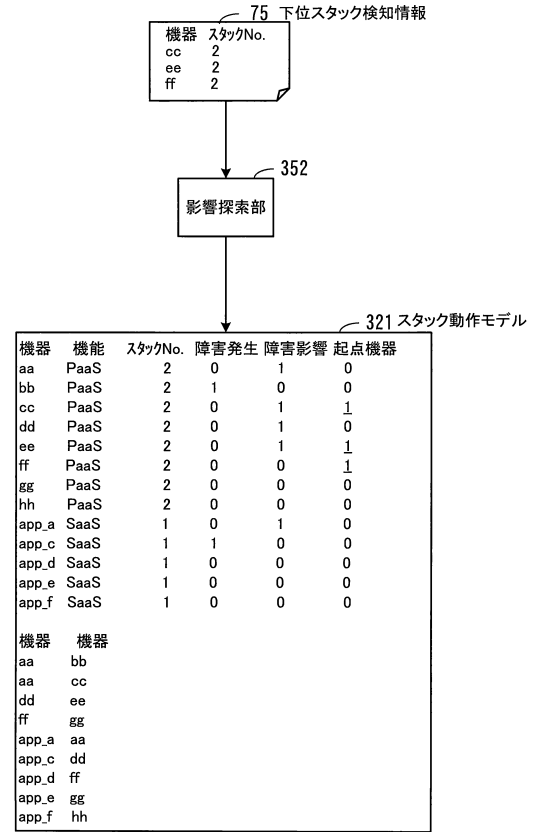 75 下位スタック検知情報
機器 スタックNo.
cc 2
ee 2
ff 2
352
影響探索部
321 スタック動作モデル
機器 機能 スタックNo. 障害発生 障害影響 起点機器
aa PaaS 2 0 1 0
bb PaaS 2 1 0 0
cc PaaS 2 0 1 1
dd PaaS 2 0 1 0
ee PaaS 2 0 1 1
ff PaaS 2 0 0 1
gg PaaS 2 0 0 0
hh PaaS 2 0 0 0
app_a SaaS 1 0 1 0
app_c SaaS 1 1 0 0
app_d SaaS 1 0 0 0
app_e SaaS 1 0 0 0
app_f SaaS 1 0 0 0
機器 機器
aa bb
aa cc
dd ee
ff gg
app_a aa
app_c dd
app_d ff
app_e gg
app_f hh